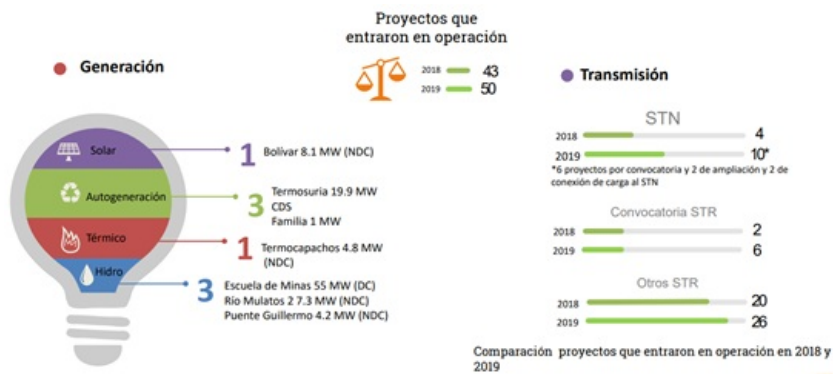 Proyectos que
entraron en operación
2018 43
2019 50
Generación
Solar
1 Bolívar 8.1 MW (NDC)
Autogeneración
3 Termosuria 19.9 MW
CDS
Familia 1 MW
Térmico
1 Termocapachos 4.8 MW
(NDC)
Hidro
3 Escuela de Minas 55 MW (DC)
Río Mulatos 2 7.3 MW (NDC)
Puente Guillermo 4.2 MW (NDC)
Transmisión
STN
2018 4
2019 10*
*6 proyectos por convocatoria y 2 de ampliación y 2 de
conexión de carga al STN
Convocatoria STR
2018 2
2019 6
Otros STR
2018 20
2019 26
Comparación proyectos que entraron en operación en 2018 y
2019